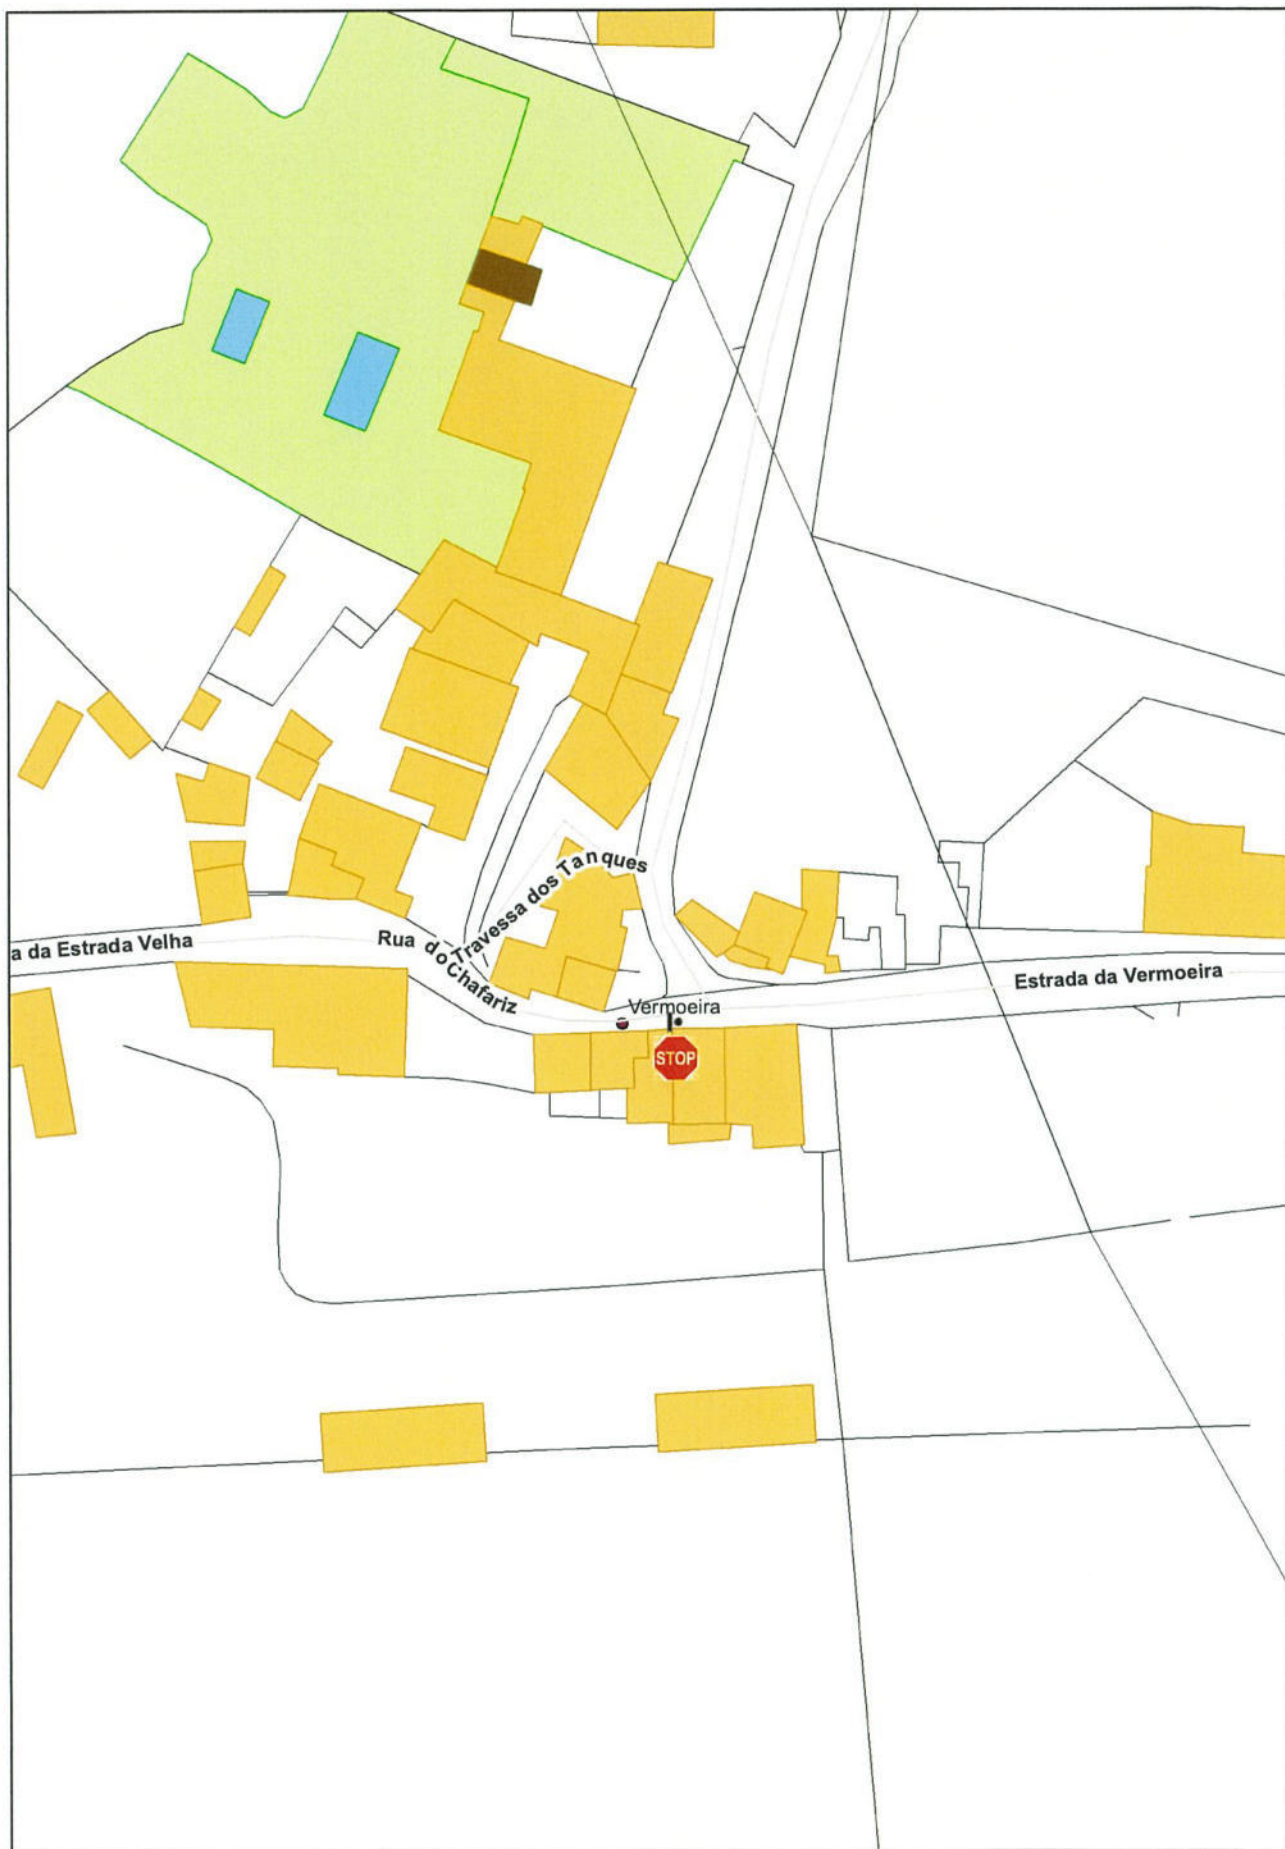 Travessa dos Tanques
a da Estrada Velha
Rua do Chafariz
Estrada da Vermoeira
Vermoeira
STOP